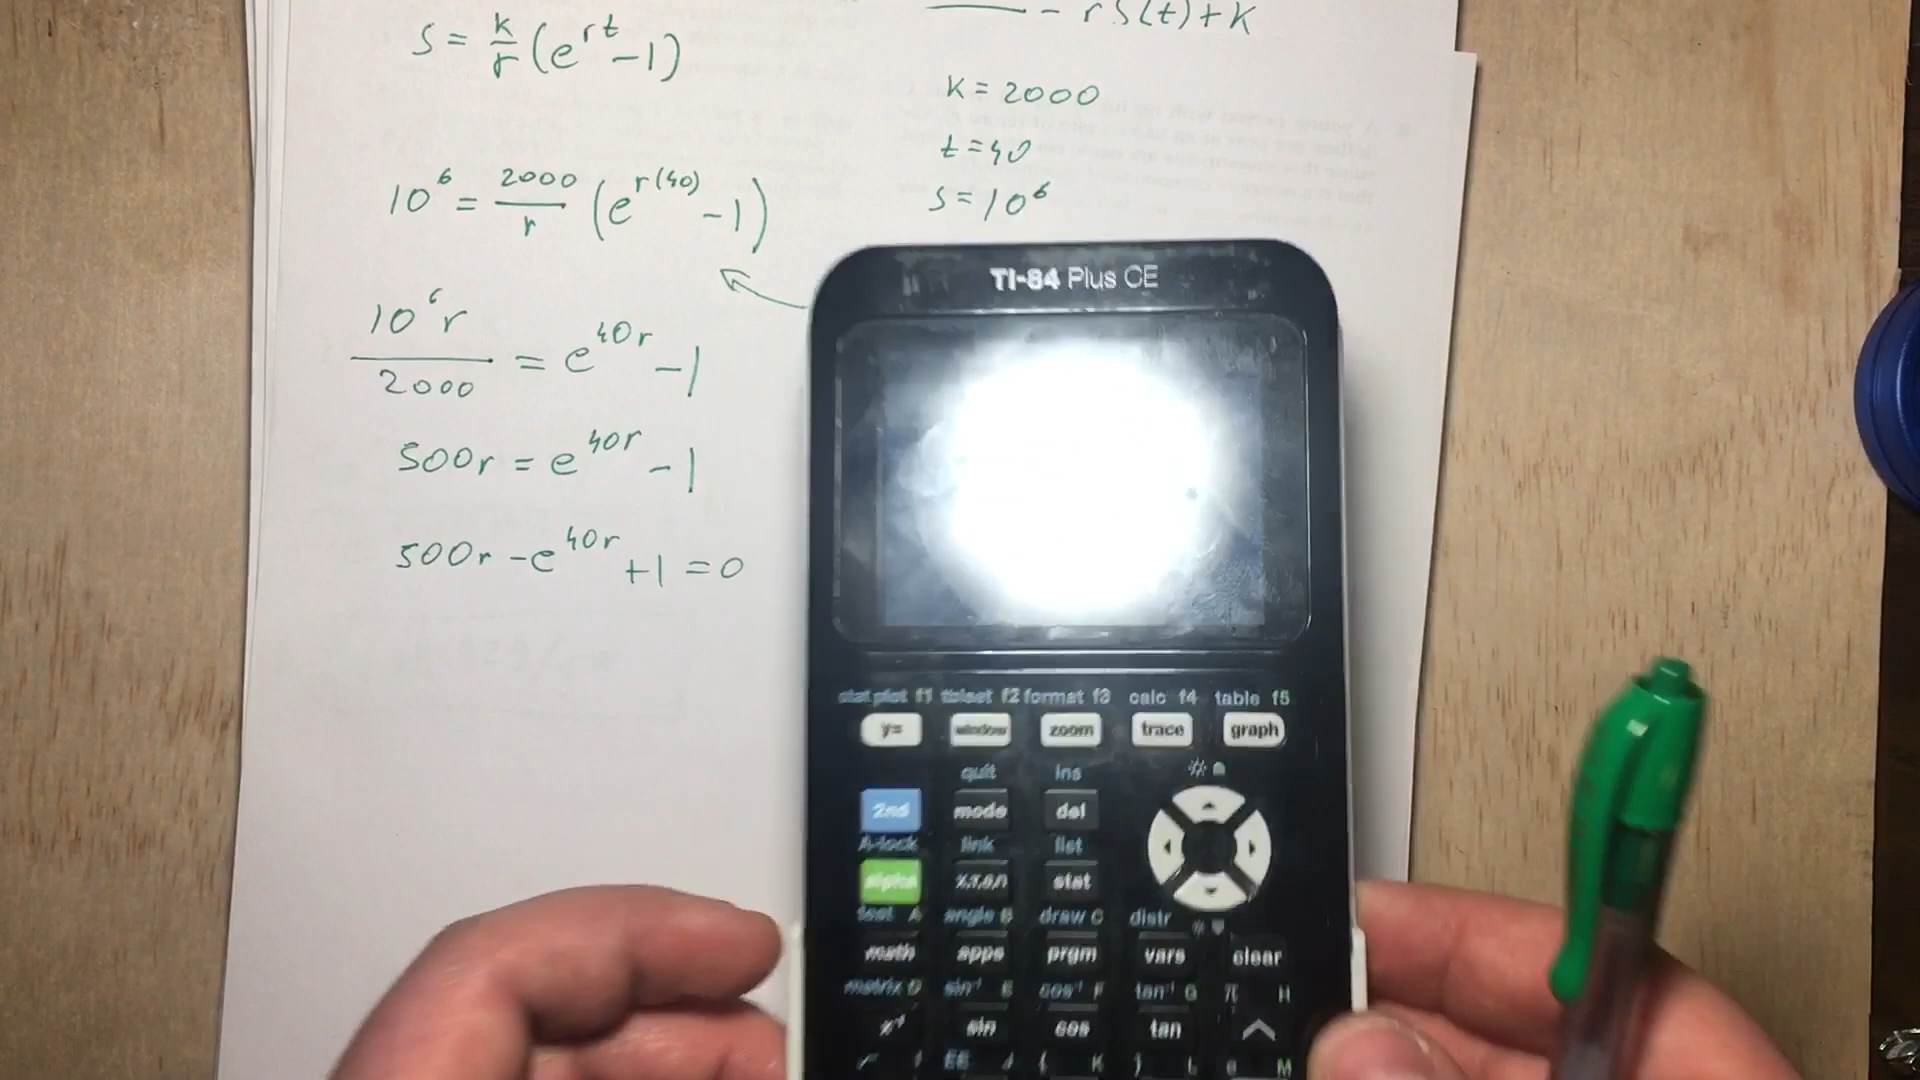 S = k/r (e^rt - 1)
- rS(t) + K
K = 2000
t = 40
S = 10^6
10^6 = 2000/r (e^r(40) - 1)
10^6 r / 2000 = e^40r - 1
500r = e^40r - 1
500r - e^40r + 1 = 0
TI-84 Plus CE
stat plot f1 tblset f2 format f3 calc f4 table f5
y= window zoom trace graph
quit ins
2nd mode del
A-lock link list
alpha X,T,θ,n stat
test A angle B draw C distr
math apps prgm vars clear
matrix D sin⁻¹ E cos⁻¹ F tan⁻¹ G π H
x⁻¹ sin cos tan ^
√ I EE J { K } L e M